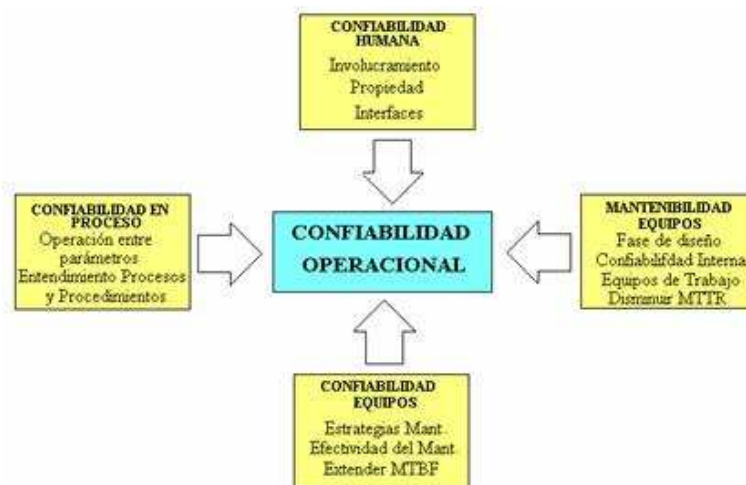 CONFIABILIDAD
HUMANA
Involucramiento
Propiedad
Interfaces
CONFIABILIDAD EN
PROCESO
Operación entre
parámetros
Entendimiento Procesos
y Procedimientos
CONFIABILIDAD
OPERACIONAL
MANTENIBILIDAD
EQUIPOS
Fase de diseño
Confiabilifdad Interna
Equipos de Trabajo
Disminuir MTTR
CONFIABILIDAD
EQUIPOS
Estrategias Mant
Efectividad del Mant
Extender MTBF